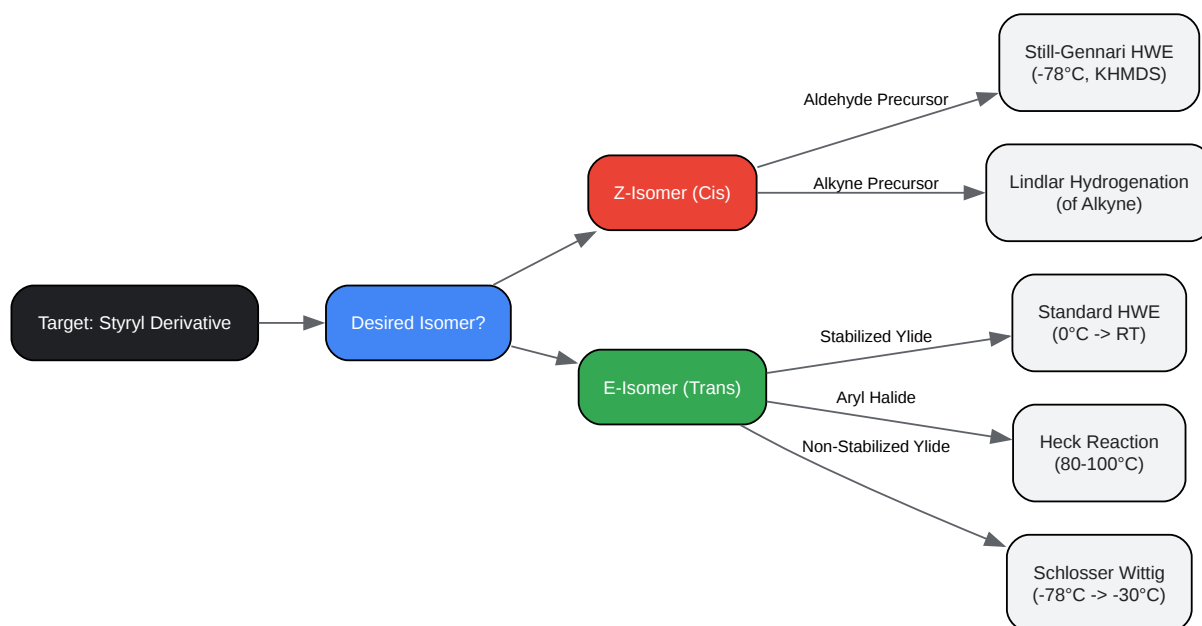 Target: Styryl Derivative
Desired Isomer?
Z-Isomer (Cis)
Aldehyde Precursor
Still-Gennari HWE
(-78°C, KHMDS)
Alkyne Precursor
Lindlar Hydrogenation
(of Alkyne)
E-Isomer (Trans)
Stabilized Ylide
Standard HWE
(0°C -> RT)
Aryl Halide
Heck Reaction
(80-100°C)
Non-Stabilized Ylide
Schlosser Wittig
(-78°C -> -30°C)